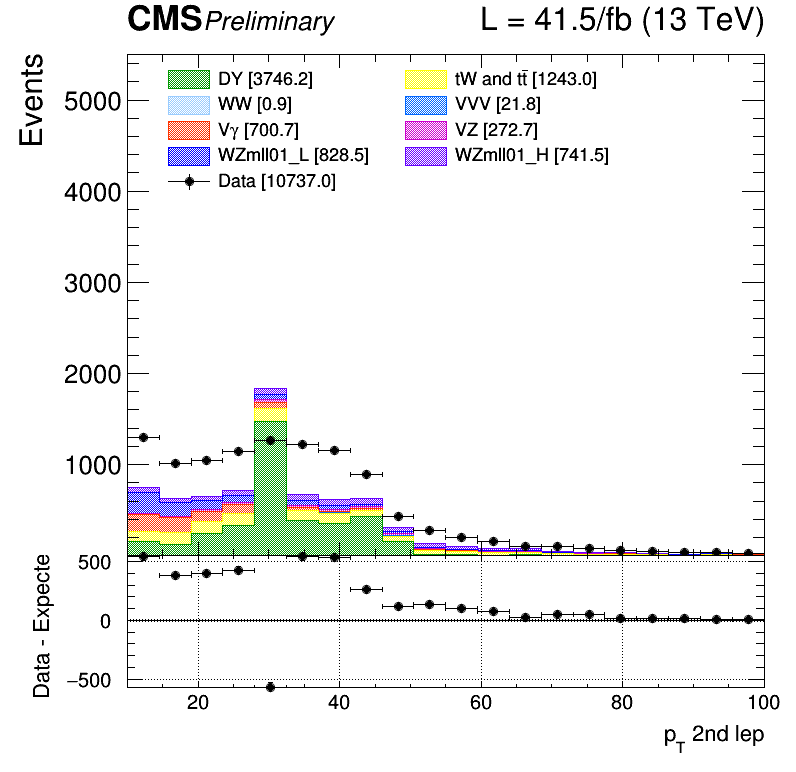 CMS Preliminary L = 41.5/fb (13 TeV)
Events
5000
4000
3000
2000
1000
DY [3746.2] tW and tt̄ [1243.0]
WW [0.9] VVV [21.8]
Vγ [700.7] VZ [272.7]
WZmll01_L [828.5] WZmll01_H [741.5]
Data [10737.0]
Data - Expecte
500
0
−500
20 40 60 80 100
p_T 2nd lep